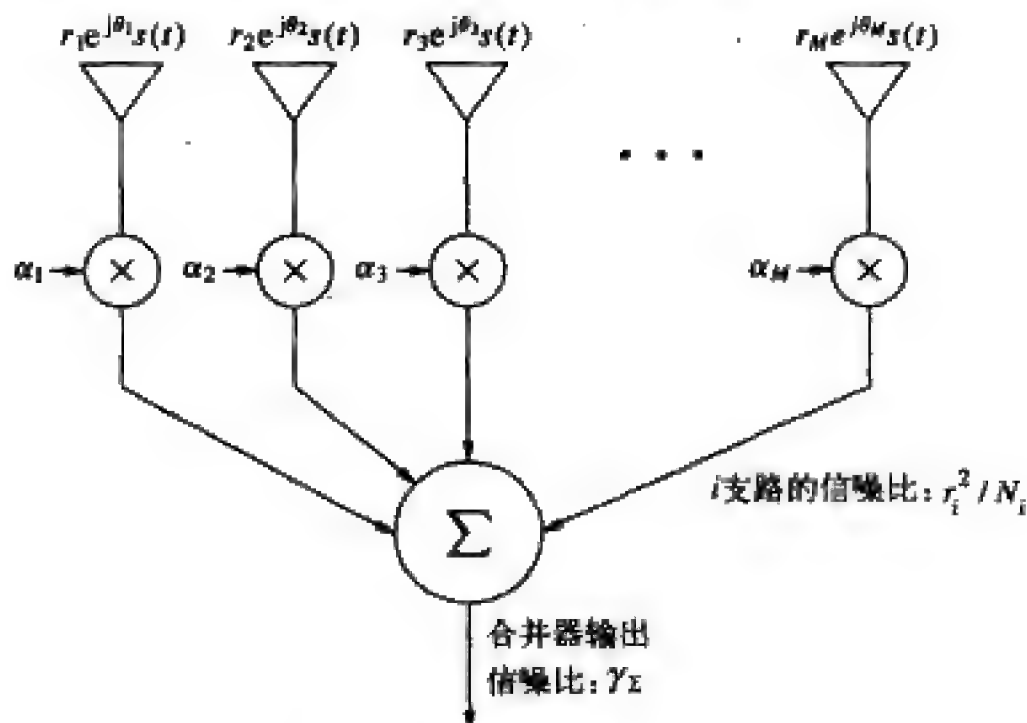 r₁e^{jθ₁}s(t) r₂e^{jθ₂}s(t) r₃e^{jθ₃}s(t) r_M e^{jθ_M}s(t)
· · ·
α₁ × α₂ × α₃ × α_M ×
i支路的信噪比：r_i²/N_i
Σ
合并器输出
信噪比：γ_Σ